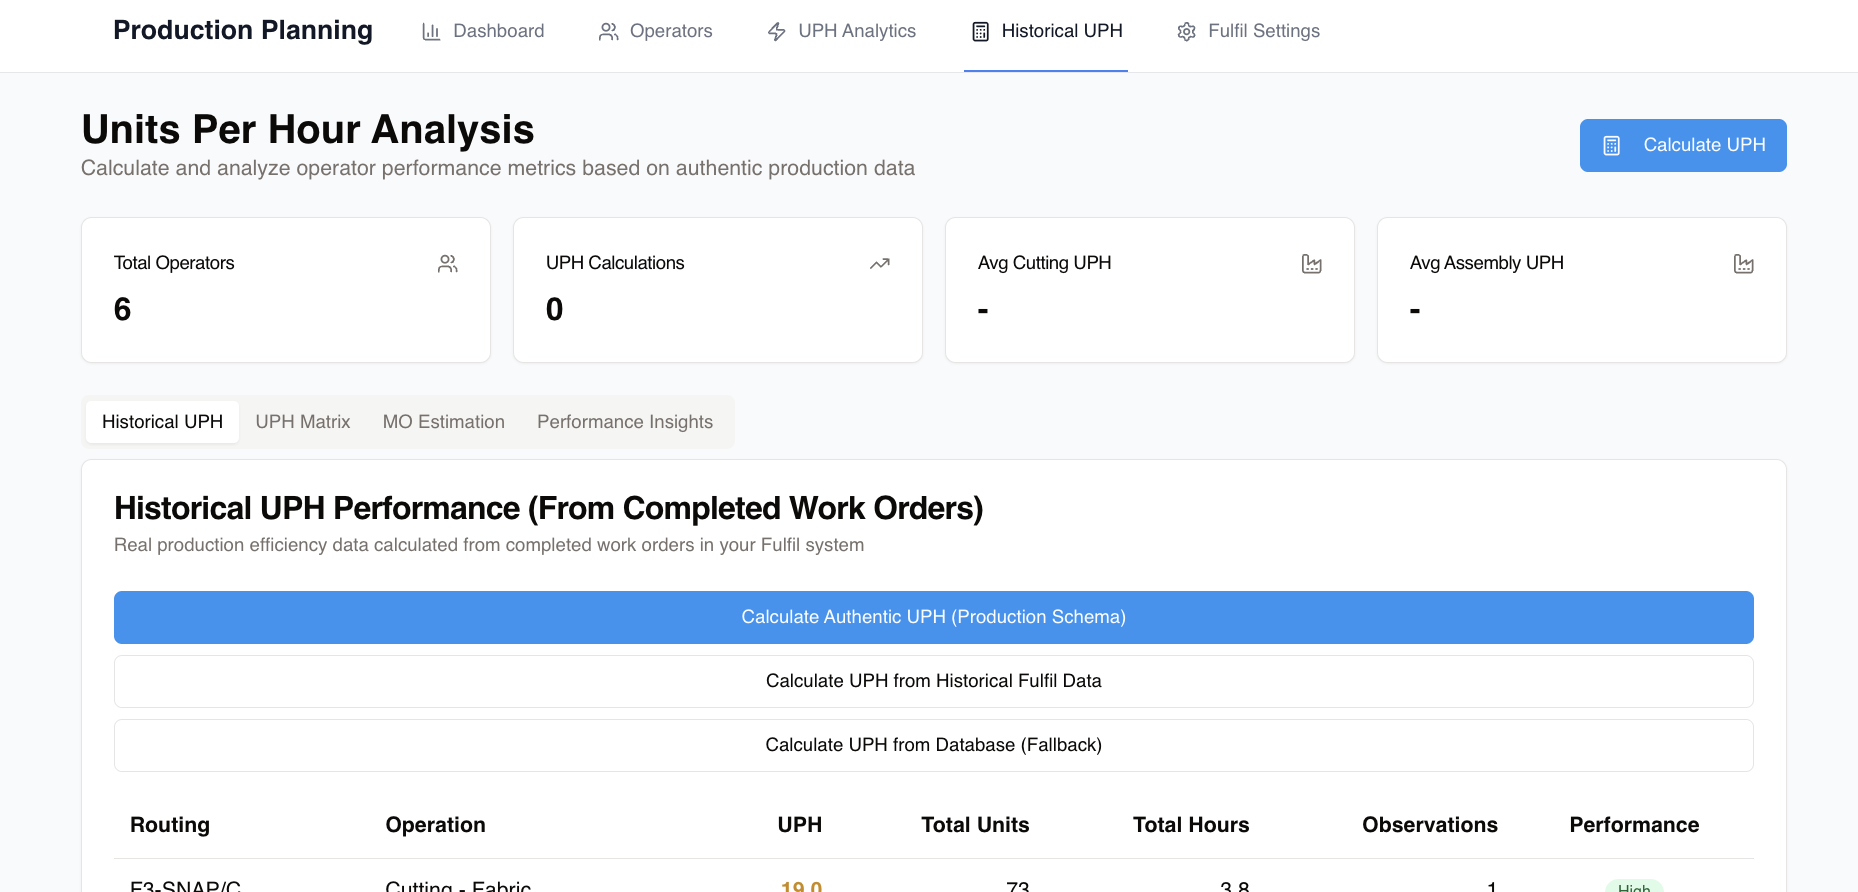 Production Planning
Dashboard
Operators
UPH Analytics
Historical UPH
Fulfil Settings
Units Per Hour Analysis
Calculate and analyze operator performance metrics based on authentic production data
Calculate UPH
Total Operators
6
UPH Calculations
0
Avg Cutting UPH
-
Avg Assembly UPH
-
Historical UPH
UPH Matrix
MO Estimation
Performance Insights
Historical UPH Performance (From Completed Work Orders)
Real production efficiency data calculated from completed work orders in your Fulfil system
Calculate Authentic UPH (Production Schema)
Calculate UPH from Historical Fulfil Data
Calculate UPH from Database (Fallback)
Routing Operation UPH Total Units Total Hours Observations Performance
F3-SNAP/C Cutting - Fabric 19.0 73 3.8 1 High